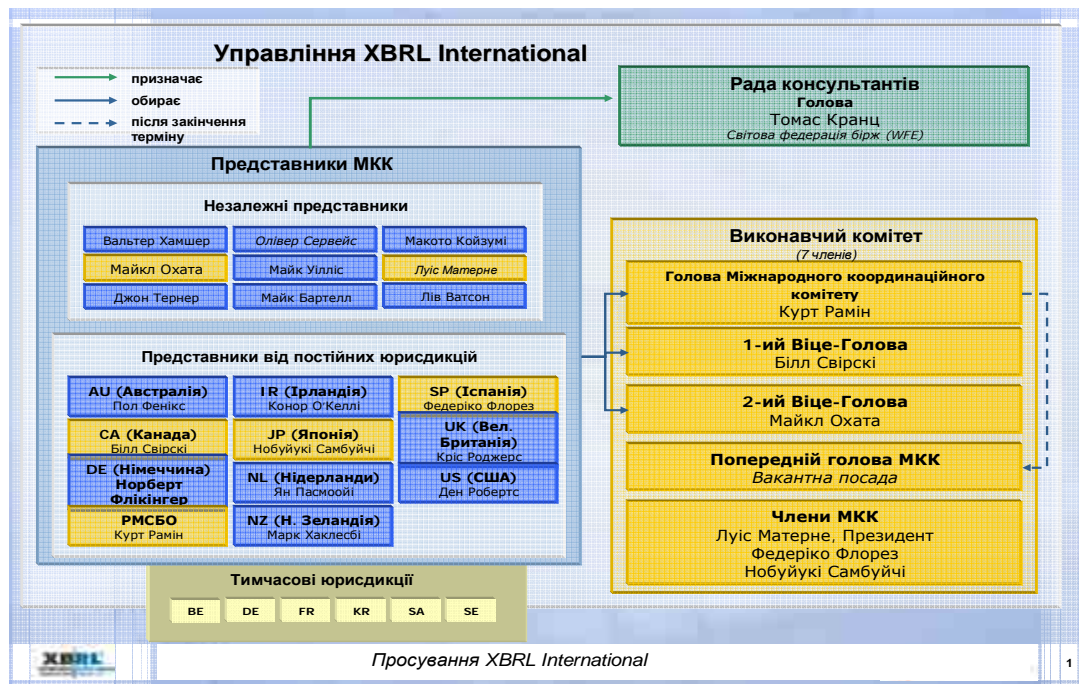 Управління XBRL International
призначає
обирає
після закінчення
терміну
Рада консультантів
Голова
Томас Кранц
Світова федерація бірж (WFE)
Представники МКК
Незалежні представники
Вальтер Хамшер
Олівер Сервейс
Макото Койзумі
Майкл Охата
Майк Уілліс
Луис Матерне
Джон Тернер
Майк Бартелл
Лів Ватсон
Представники від постійних юрисдикцій
AU (Австралія)
Пол Фенікс
IR (Ірландія)
Конор О'Келлі
SP (Іспанія)
Федеріко Флорез
CA (Канада)
Білл Свірскі
JP (Японія)
Нобуйукі Самбуйчі
UK (Вел.
Британія)
Кріс Роджерс
DE (Німеччина)
Норберт
Флікінгер
NL (Нідерланди)
Ян Пасмооїі
US (США)
Ден Робертс
РМСБО
Курт Рамін
NZ (Н. Зеландія)
Марк Хаклесбі
Тимчасові юрисдикції
BE
DE
FR
KR
SA
SE
Виконавчий комітет
(7 членів)
Голова Міжнародного координаційного
комітету
Курт Рамін
1-ий Віце-Голова
Білл Свірскі
2-ий Віце-Голова
Майкл Охата
Попередній голова МКК
Вакантна посада
Члени МКК
Луіс Матерне, Президент
Федеріко Флорез
Нобуйукі Самбуйчі
XBRL
Просування XBRL International
1